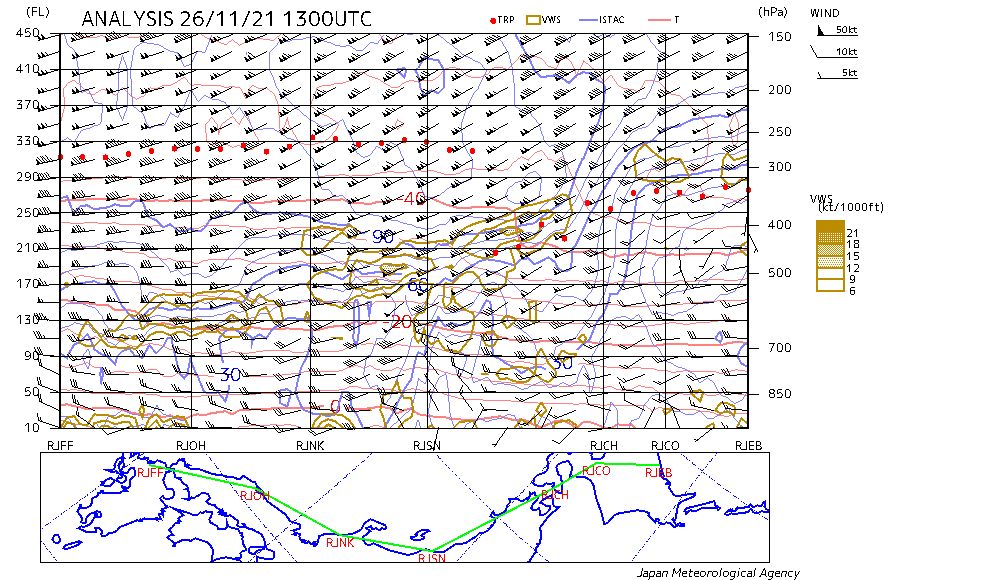 (FL) ANALYSIS 26/11/21 1300UTC TRP VWS ISTAC T (hPa) WIND
50kt
10kt
5kt
450 150
410
200
370
250
330
300
290
-40
VWS
(kt/1000ft)
250
400
90
21
210
18
15
500
12
170
60
9
6
130
-20
700
90
30
30
50
850
0
10
RJFF RJOH RJNK RJSN RJCH RJCO RJEB
RJFF RJCO RJEB
RJOH RJCH
RJNK
RJSN
Japan Meteorological Agency